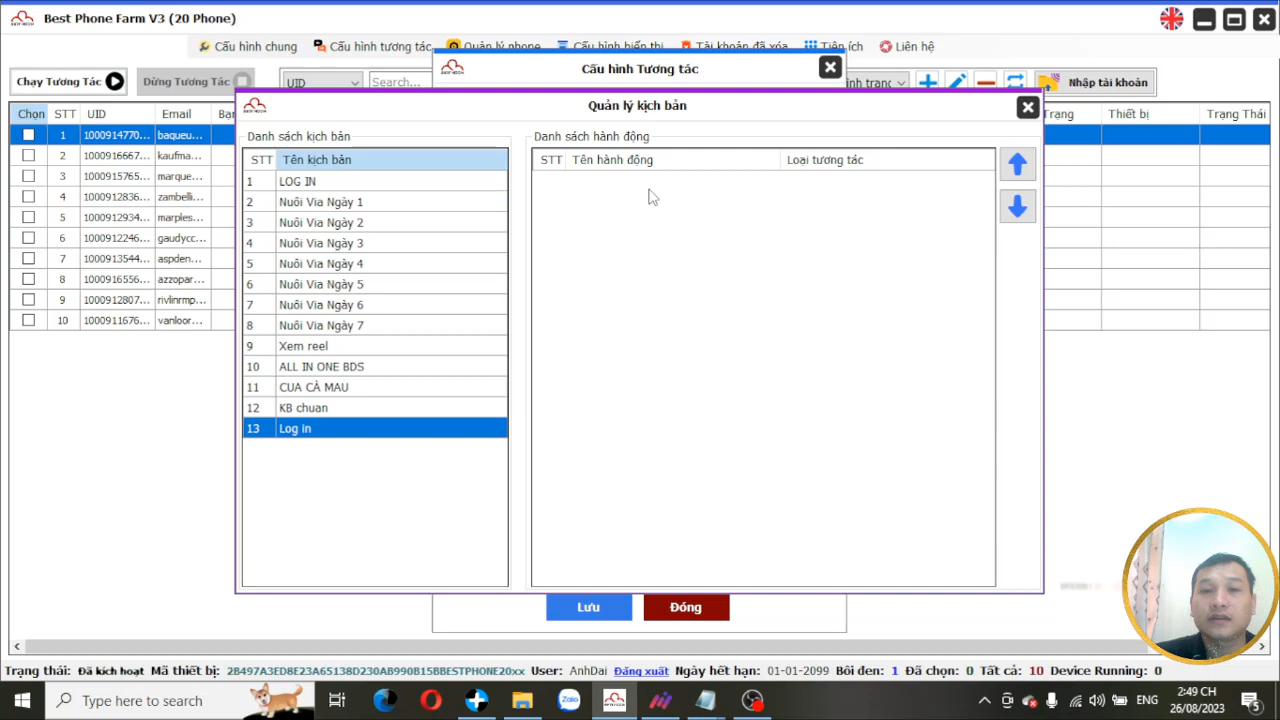 Best Phone Farm V3 (20 Phone)
Cấu hình chung Cấu hình tương tác Quản lý phone Cấu hình hiển thị Tài khoản đã xóa Tiện ích Liên hệ
Cấu hình Tương tác
Chạy Tương Tác Dừng Tương Tác UID Search... Nhập tài khoản
Quản lý kịch bản
Chọn STT UID Email Trạng Thiết bị Trạng Thái
Danh sách kịch bản
STT Tên kịch bản
1 LOG IN
2 Nuôi Via Ngày 1
3 Nuôi Via Ngày 2
4 Nuôi Via Ngày 3
5 Nuôi Via Ngày 4
6 Nuôi Via Ngày 5
7 Nuôi Via Ngày 6
8 Nuôi Via Ngày 7
9 Xem reel
10 ALL IN ONE BDS
11 CUA CÀ MAU
12 KB chuan
13 Log in
Danh sách hành động
STT Tên hành động Loại tương tác
1 1000914770... baqueu...
2 1000916667... kaufma...
3 1000915765... marque...
4 1000912836... zambelli...
5 1000912934... marples...
6 1000912246... gaudycc...
7 1000913544... aspden...
8 1000916556... azzopar...
9 1000912807... rivlinrmp...
10 1000911676... vanloor...
Lưu Đóng
Trạng thái: Đã kích hoạt Mã thiết bị: 2B497A3ED8E23A65138D230AB990B15BBESTPHONE20xx User: AnhDai Đăng xuất Ngày hết hạn: 01-01-2099 Bôi đen: 1 Đã chọn: 0 Tất cả: 10 Device Running: 0
Type here to search
Zalo
ENG
2:49 CH
26/08/2023
5